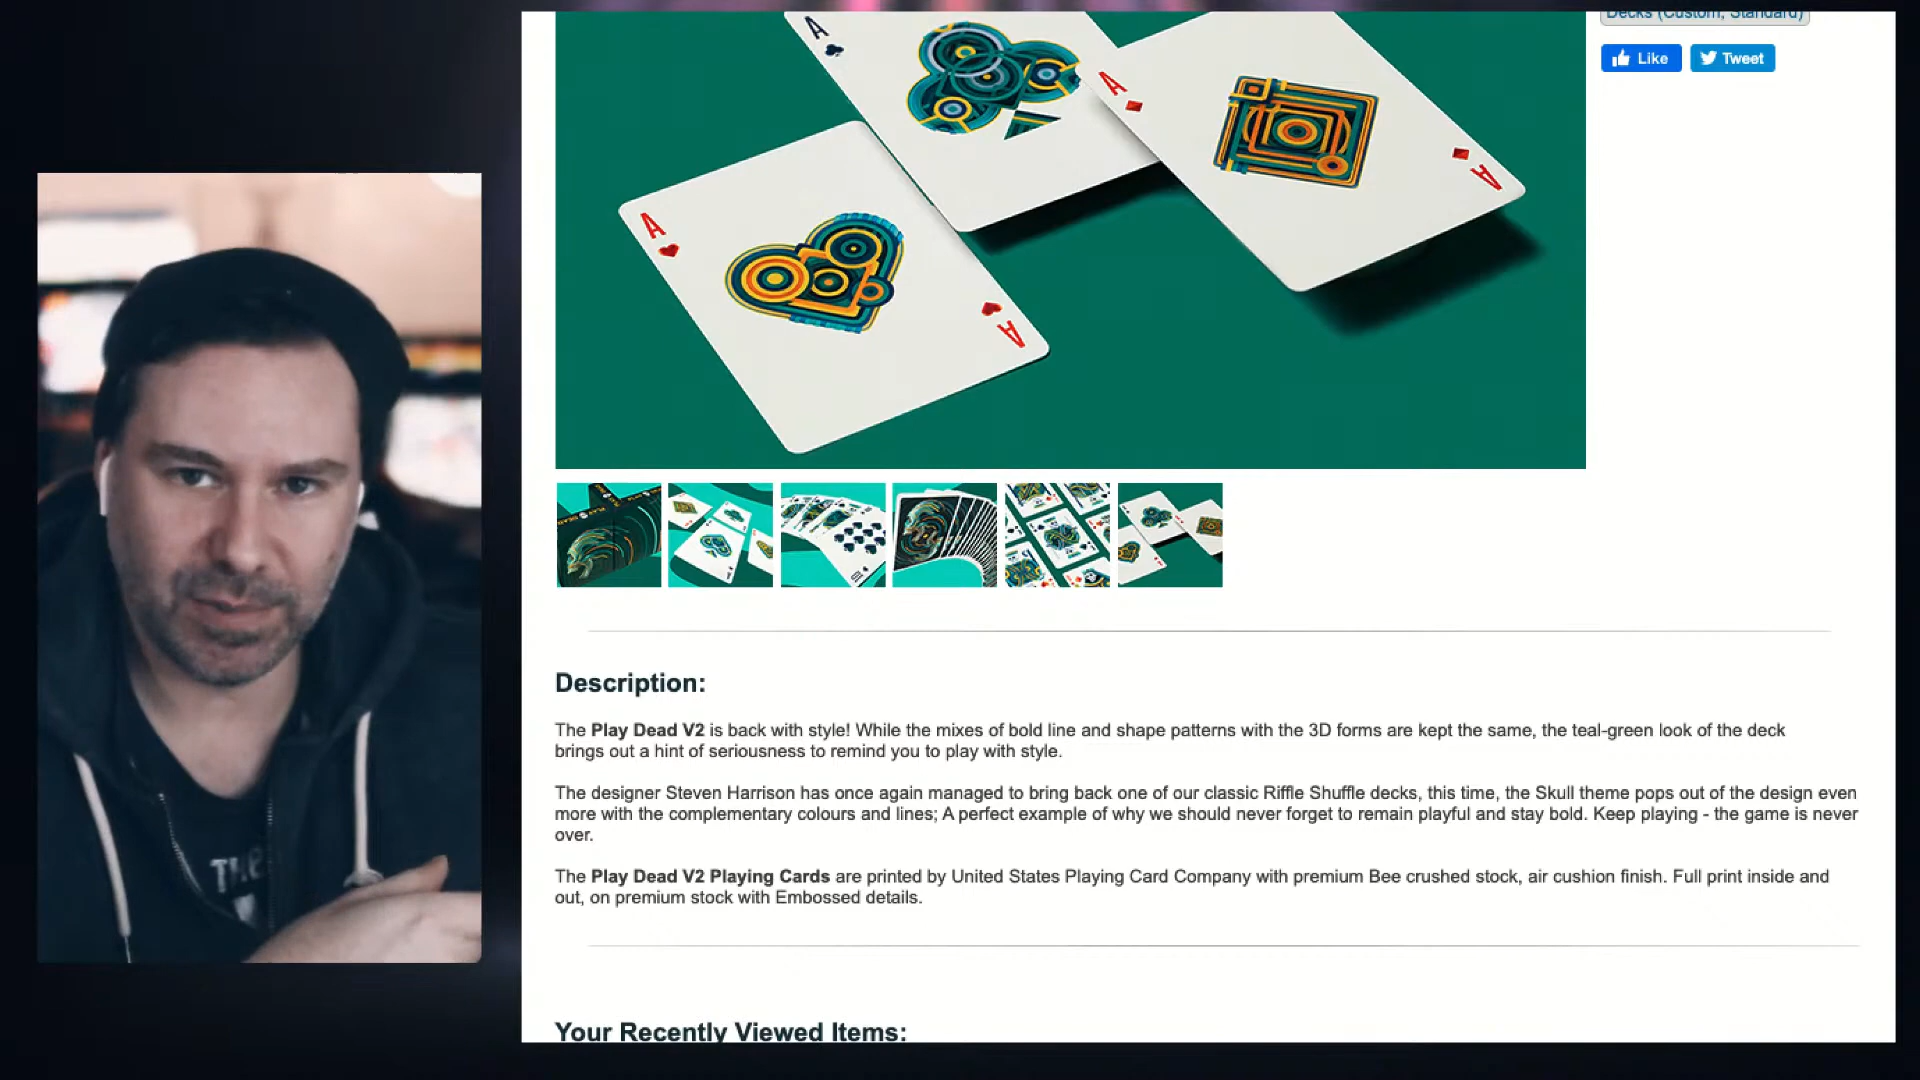 Decks (Custom, Standard)
Like
Tweet
A
A
A
A
A
A
Description:
The Play Dead V2 is back with style! While the mixes of bold line and shape patterns with the 3D forms are kept the same, the teal-green look of the deck
brings out a hint of seriousness to remind you to play with style.
The designer Steven Harrison has once again managed to bring back one of our classic Riffle Shuffle decks, this time, the Skull theme pops out of the design even
more with the complementary colours and lines; A perfect example of why we should never forget to remain playful and stay bold. Keep playing - the game is never
over.
The Play Dead V2 Playing Cards are printed by United States Playing Card Company with premium Bee crushed stock, air cushion finish. Full print inside and
out, on premium stock with Embossed details.
Your Recently Viewed Items: